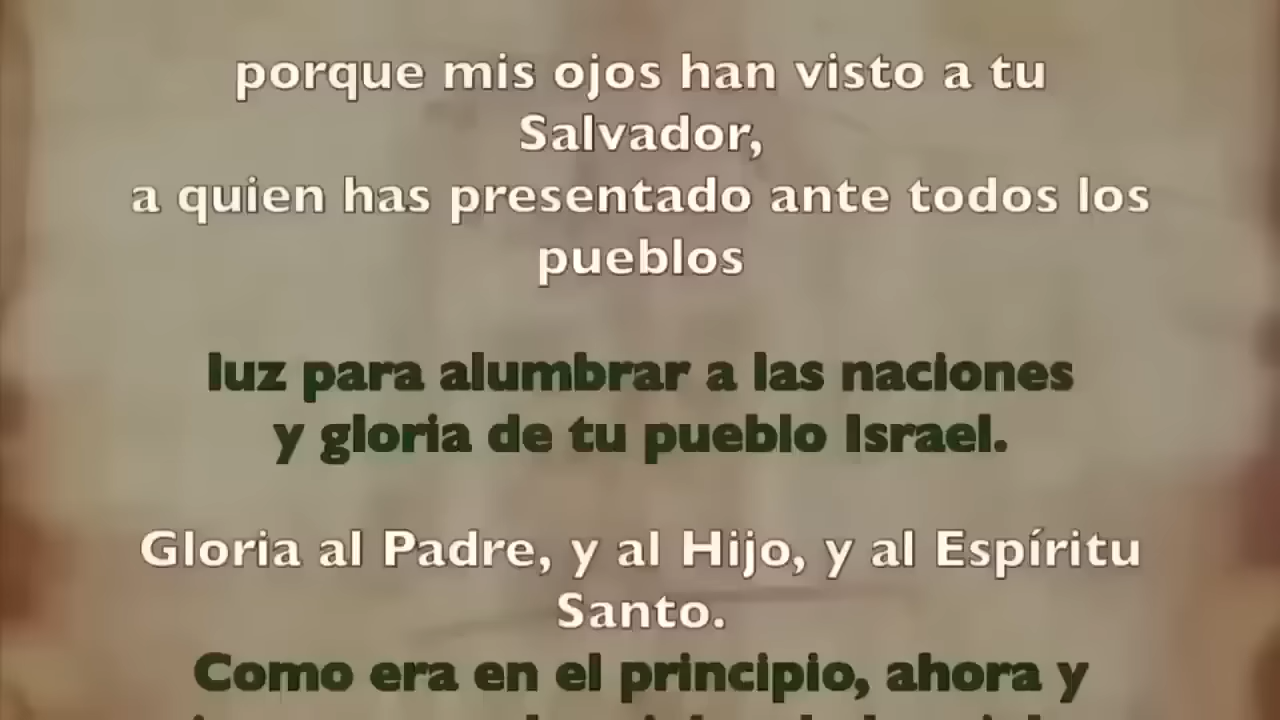 porque mis ojos han visto a tu
Salvador,
a quien has presentado ante todos los
pueblos
luz para alumbrar a las naciones
y gloria de tu pueblo Israel.
Gloria al Padre, y al Hijo, y al Espíritu
Santo.
Como era en el principio, ahora y